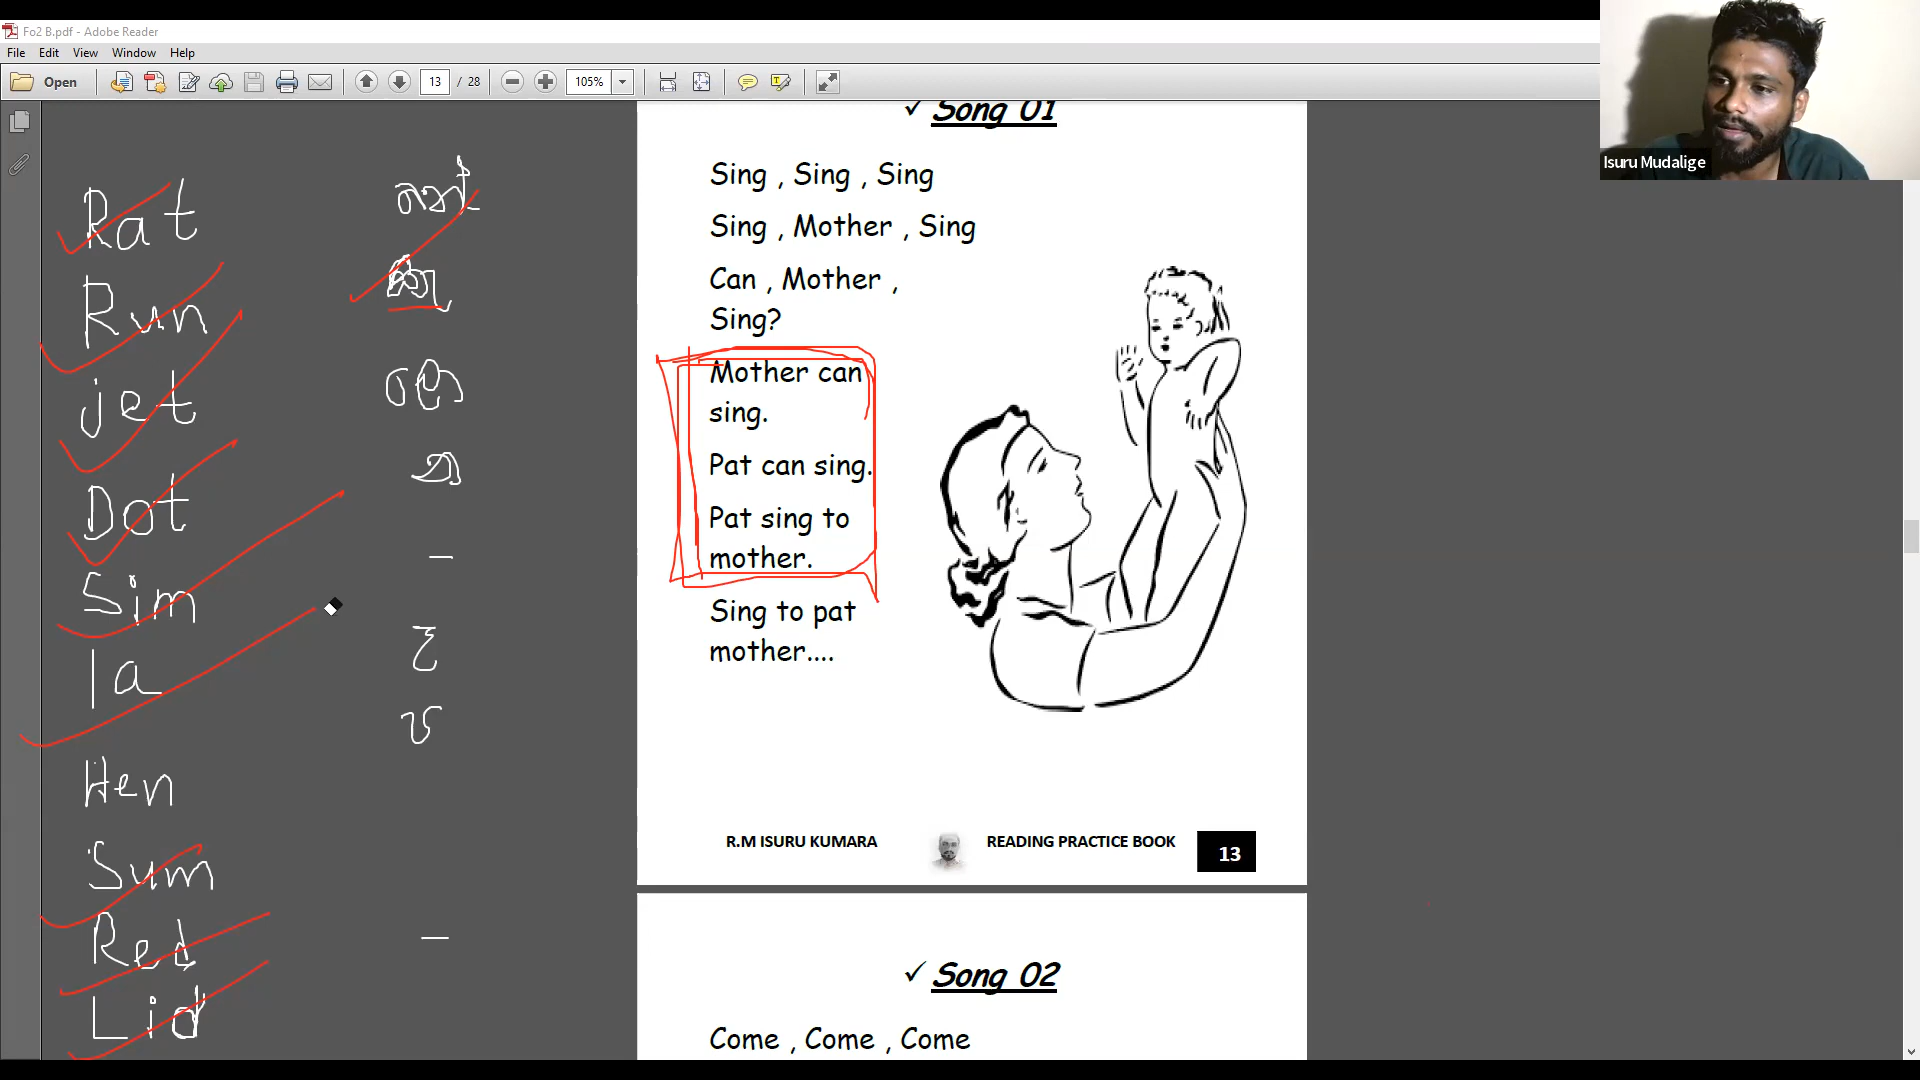 Fo2 B.pdf - Adobe Reader
File Edit View Window Help
Open 13 / 28 105%
Isuru Mudalige
Rat
Run
jet
Dot
Sim
la
Hen
Sum
Red
Lid
✓ Song 01
Sing , Sing , Sing
Sing , Mother , Sing
Can , Mother ,
Sing?
Mother can
sing.
Pat can sing.
Pat sing to
mother.
Sing to pat
mother....
R.M ISURU KUMARA READING PRACTICE BOOK 13
✓ Song 02
Come , Come , Come